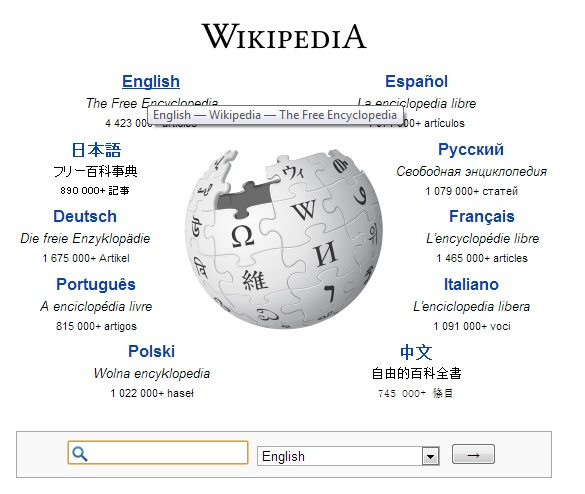 WIKIPEDIA
English
The Free Encyclopedia
4 423 000+ articles
English — Wikipedia — The Free Encyclopedia
Español
La enciclopedia libre
artículos
日本語
フリー百科事典
890 000+ 記事
Русский
Свободная энциклопедия
1 079 000+ статей
Deutsch
Die freie Enzyklopädie
1 675 000+ Artikel
Français
L'encyclopédie libre
1 465 000+ articles
Português
A enciclopédia livre
815 000+ artigos
Italiano
L'enciclopedia libera
1 091 000+ voci
Polski
Wolna encyklopedia
1 022 000+ haseł
中文
自由的百科全書
745 000+ 條目
ウィ
Ω W И
維
English
→